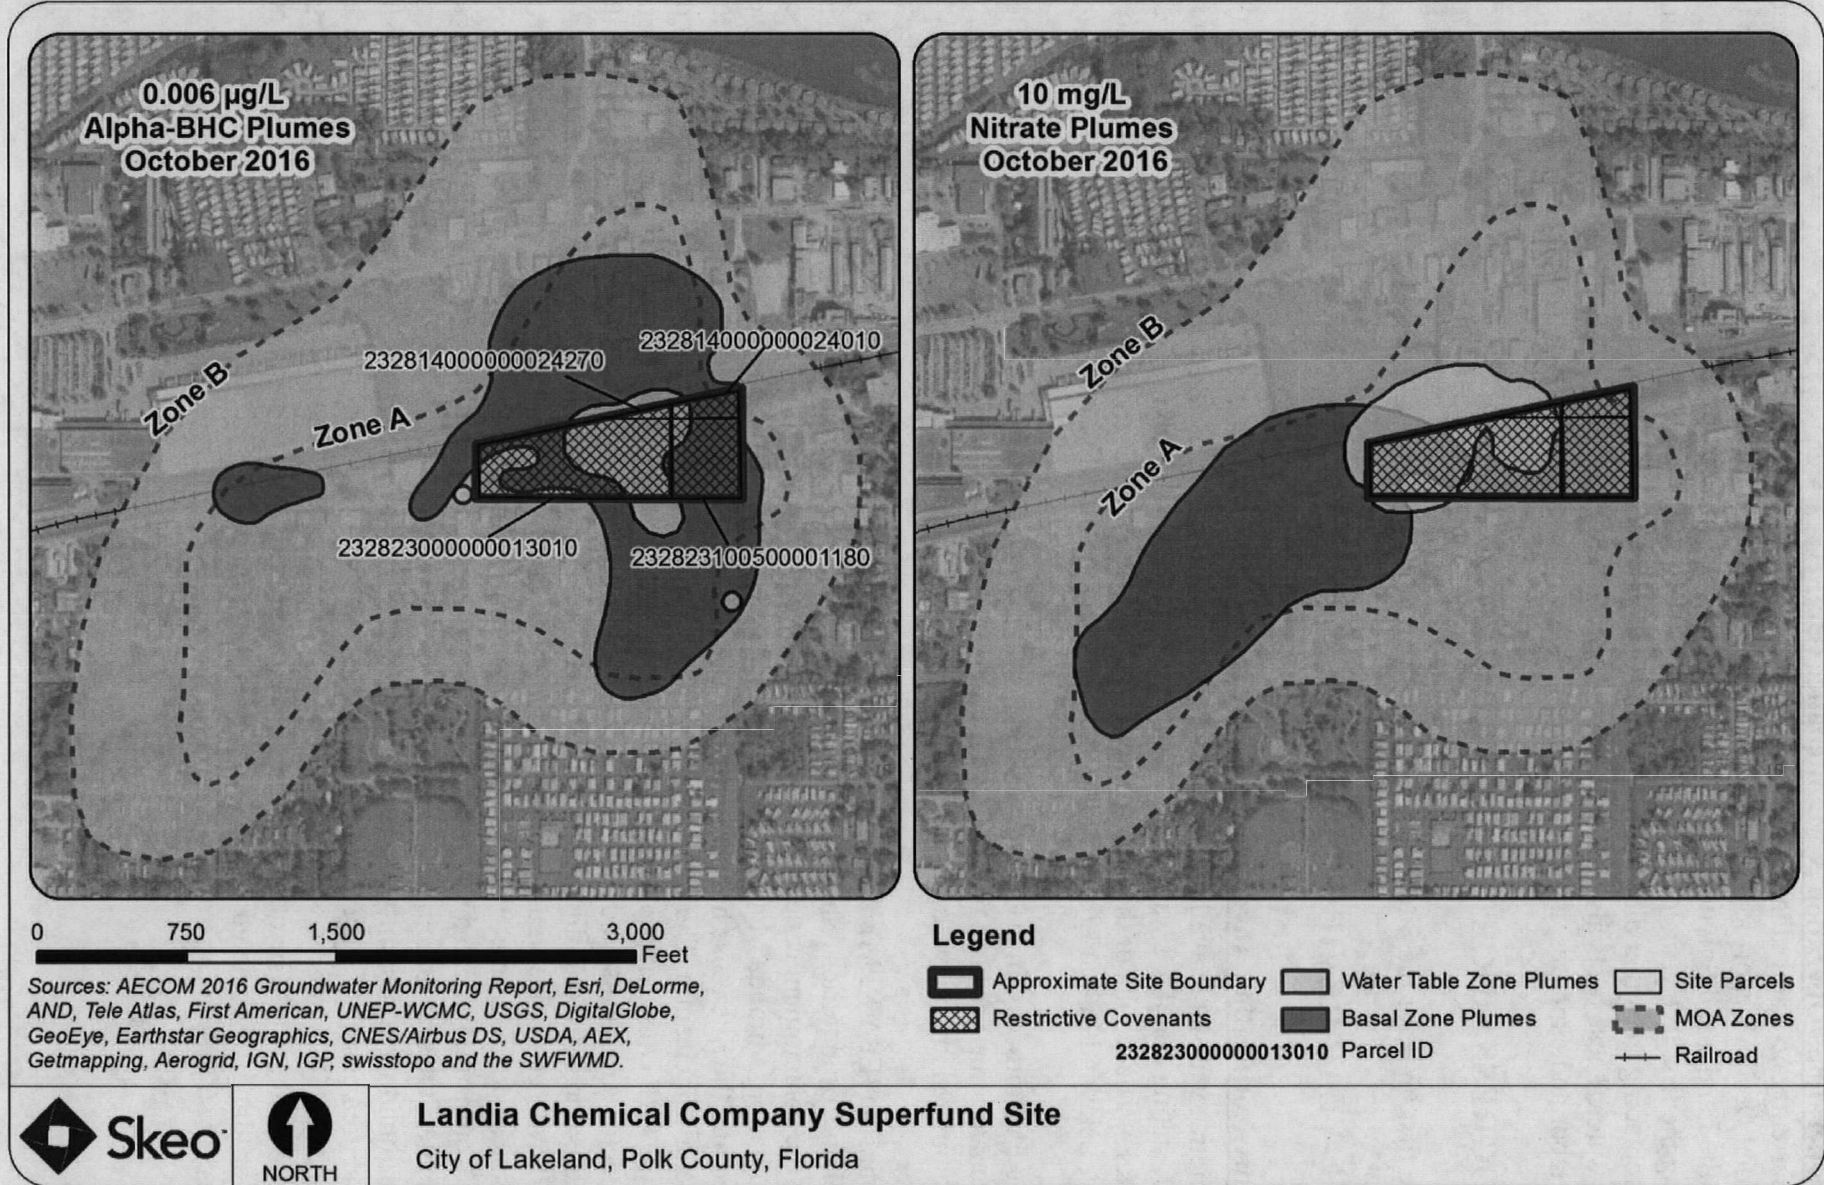 0.006 µg/L
Alpha-BHC Plumes
October 2016
232814000000024010
232814000000024270
Zone B
Zone A
232823000000013010
232823100500001180
10 mg/L
Nitrate Plumes
October 2016
Zone B
Zone A
0 750 1,500 3,000
Feet
Sources: AECOM 2016 Groundwater Monitoring Report, Esri, DeLorme,
AND, Tele Atlas, First American, UNEP-WCMC, USGS, DigitalGlobe,
GeoEye, Earthstar Geographics, CNES/Airbus DS, USDA, AEX,
Getmapping, Aerogrid, IGN, IGP, swisstopo and the SWFWMD.
Legend
Approximate Site Boundary Water Table Zone Plumes Site Parcels
Restrictive Covenants Basal Zone Plumes MOA Zones
232823000000013010 Parcel ID Railroad
Skeo
NORTH
Landia Chemical Company Superfund Site
City of Lakeland, Polk County, Florida